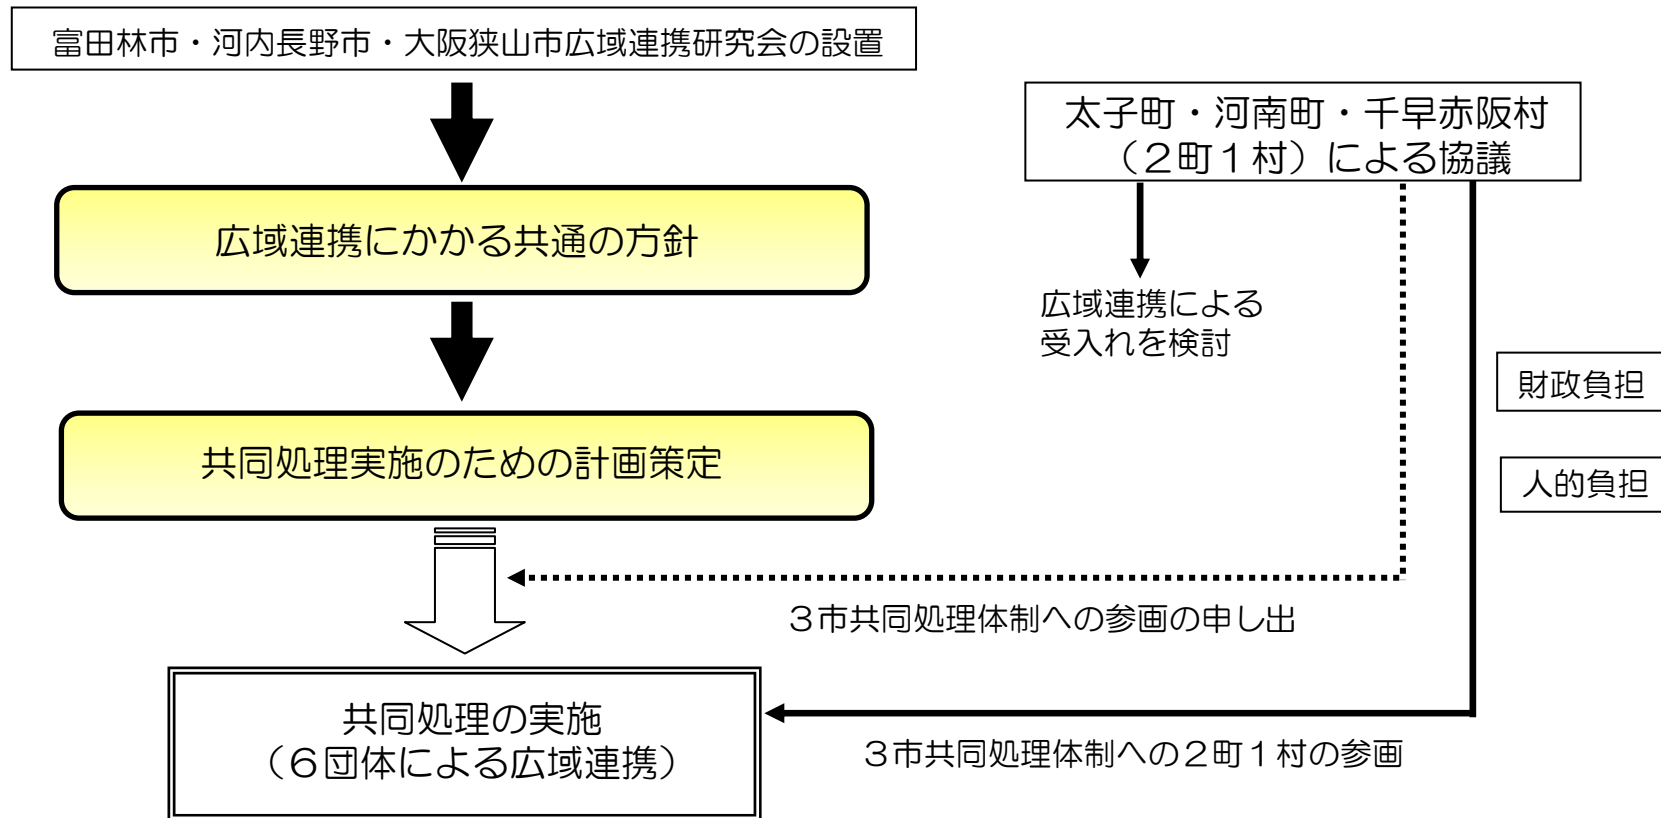 富田林市・河内長野市・大阪狭山市広域連携研究会の設置
太子町・河南町・千早赤阪村
（２町１村）による協議
広域連携にかかる共通の方針
広域連携による
受入れを検討
財政負担
共同処理実施のための計画策定
人的負担
３市共同処理体制への参画の申し出
共同処理の実施
（６団体による広域連携）
３市共同処理体制への２町１村の参画